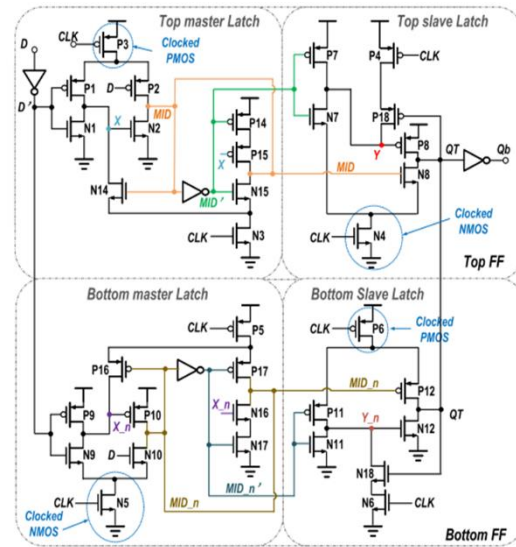 Top master Latch
Top slave Latch
D
CLK
P3
Clocked
PMOS
P7
P4
CLK
P1
D
P2
D'
N1
X
N2
MID
P14
N7
P18
P8
QT
Qb
X
P15
Y
N14
MID'
N15
MID
N8
CLK
N3
Clocked
NMOS
CLK
N4
Top FF
Bottom master Latch
Bottom Slave Latch
CLK
P5
CLK
P6
Clocked
PMOS
P16
P17
P9
P10
X_n
X_n
N16
MID_n
P12
P11
QT
N9
D
N10
N17
N11
Y_n
N12
CLK
N5
MID_n
MID_n'
N18
N6
CLK
Clocked
NMOS
Bottom FF